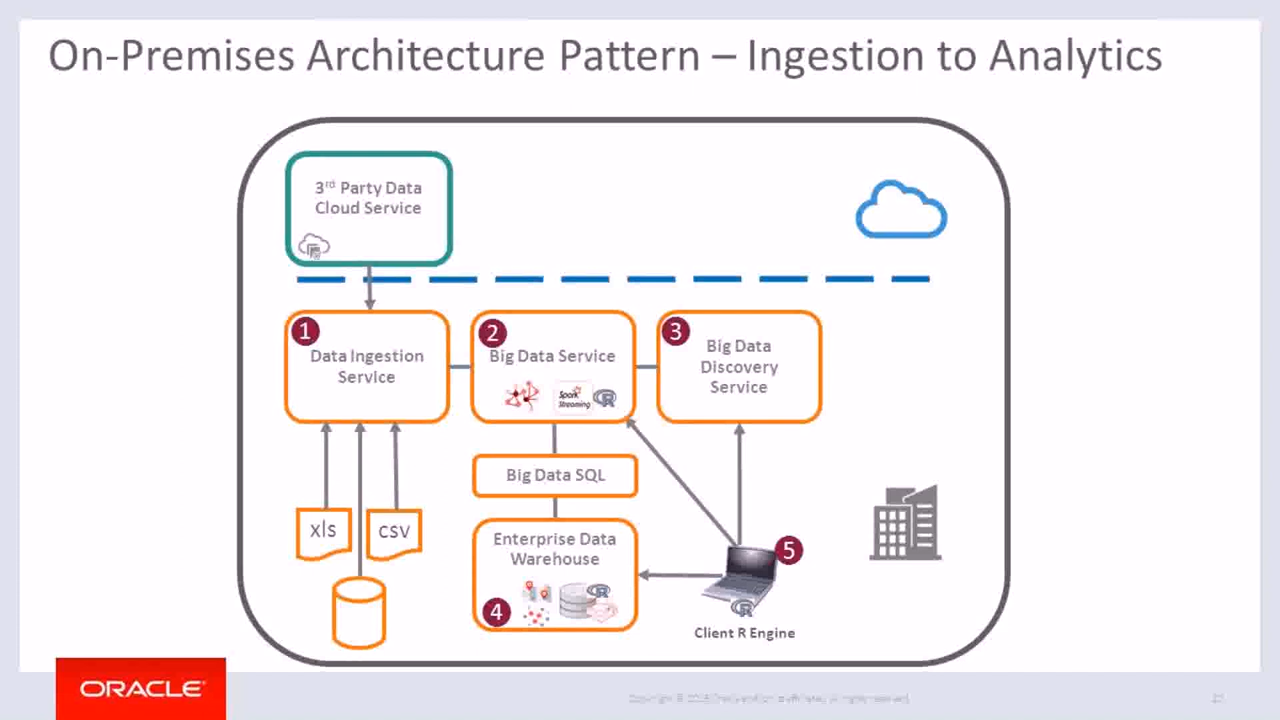 On-Premises Architecture Pattern – Ingestion to Analytics
3rd Party Data
Cloud Service
1
Data Ingestion
Service
2
Big Data Service
Spark
Streaming
R
3
Big Data
Discovery
Service
Big Data SQL
xls
csv
Enterprise Data
Warehouse
R
4
5
R
Client R Engine
ORACLE